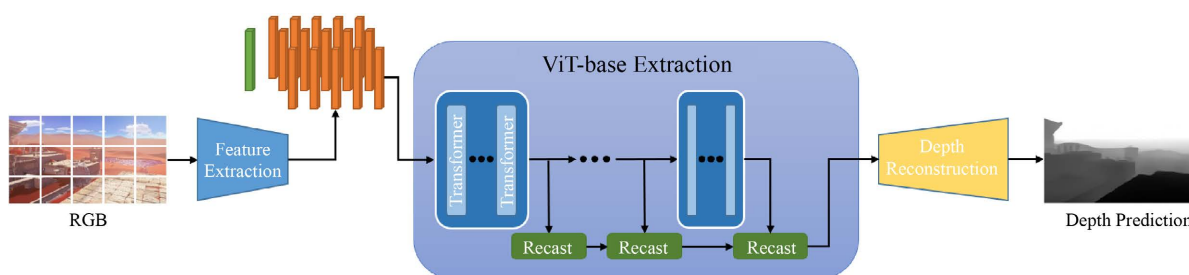 ViT-base Extraction
Feature
Extraction
Transformer
Transformer
Depth
Reconstruction
RGB
Recast
Recast
Recast
Depth Prediction